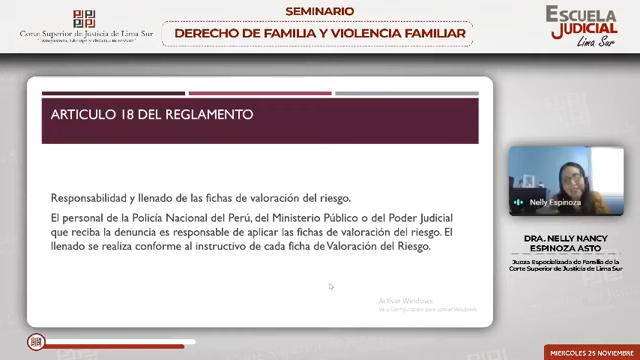 SEMINARIO
DERECHO DE FAMILIA Y VIOLENCIA FAMILIAR
Corte Superior de Justicia de Lima Sur
ESCUELA
JUDICIAL
Lima Sur
ARTICULO 18 DEL REGLAMENTO
Responsabilidad y llenado de las fichas de valoración del riesgo.
El personal de la Policía Nacional del Perú, del Ministerio Público o del Poder Judicial
que reciba la denuncia es responsable de aplicar las fichas de valoración del riesgo. El
llenado se realiza conforme al instructivo de cada ficha de Valoración del Riesgo.
Activar Windows
Ve a Configuración para activar Windows.
Nelly Espinoza
DRA. NELLY NANCY
ESPINOZA ASTO
Jueza Especializada de Familia de la
Corte Superior de Justicia de Lima Sur
MIERCOLES 25 NOVIEMBRE